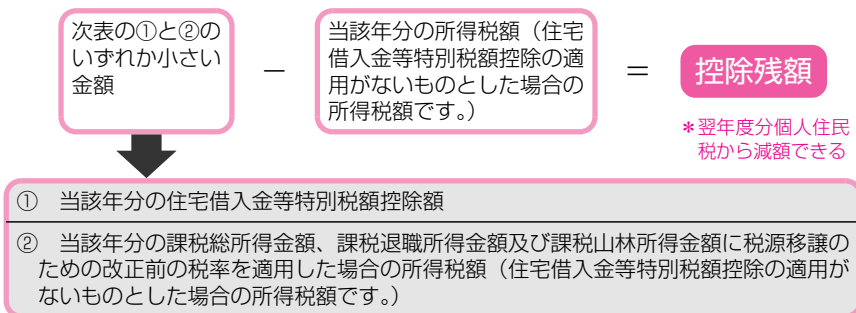 次表の①と②の
いずれか小さい
金額
－
当該年分の所得税額（住宅
借入金等特別税額控除の適
用がないものとした場合の
所得税額です。）
＝
控除残額
＊翌年度分個人住民
税から減額できる
① 当該年分の住宅借入金等特別税額控除額
② 当該年分の課税総所得金額、課税退職所得金額及び課税山林所得金額に税源移譲の
ための改正前の税率を適用した場合の所得税額（住宅借入金等特別税額控除の適用が
ないものとした場合の所得税額です。）